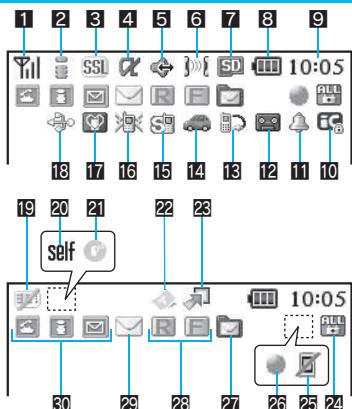 1 2 3 4 5 6 7 8 9
SSL SD 10:05
R F ALL
S EC
18 17 16 15 14 13 12 11 10
19 20 21 22 23
self
10:05
R F ALL
30 29 28 27 26 25 24